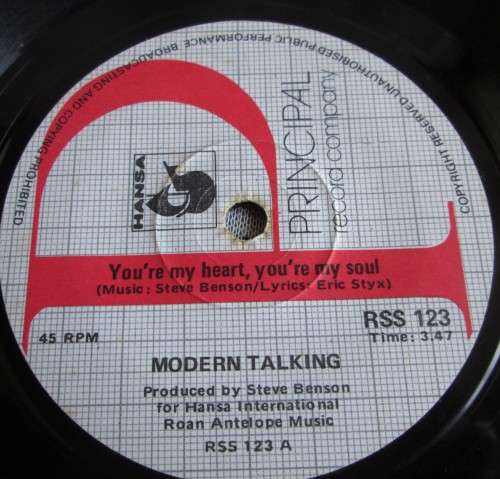 COPYRIGHT RESERVED UNAUTHORISED PUBLIC PERFORMANCE, BROADCASTING AND COPYING PROHIBITED
HANSA
PRINCIPAL
record company
You're my heart, you're my soul
(Music: Steve Benson/Lyrics: Eric Styx)
45 RPM
RSS 123
Time: 3.47
MODERN TALKING
Produced by Steve Benson
for Hansa International
Roan Antelope Music
RSS 123 A